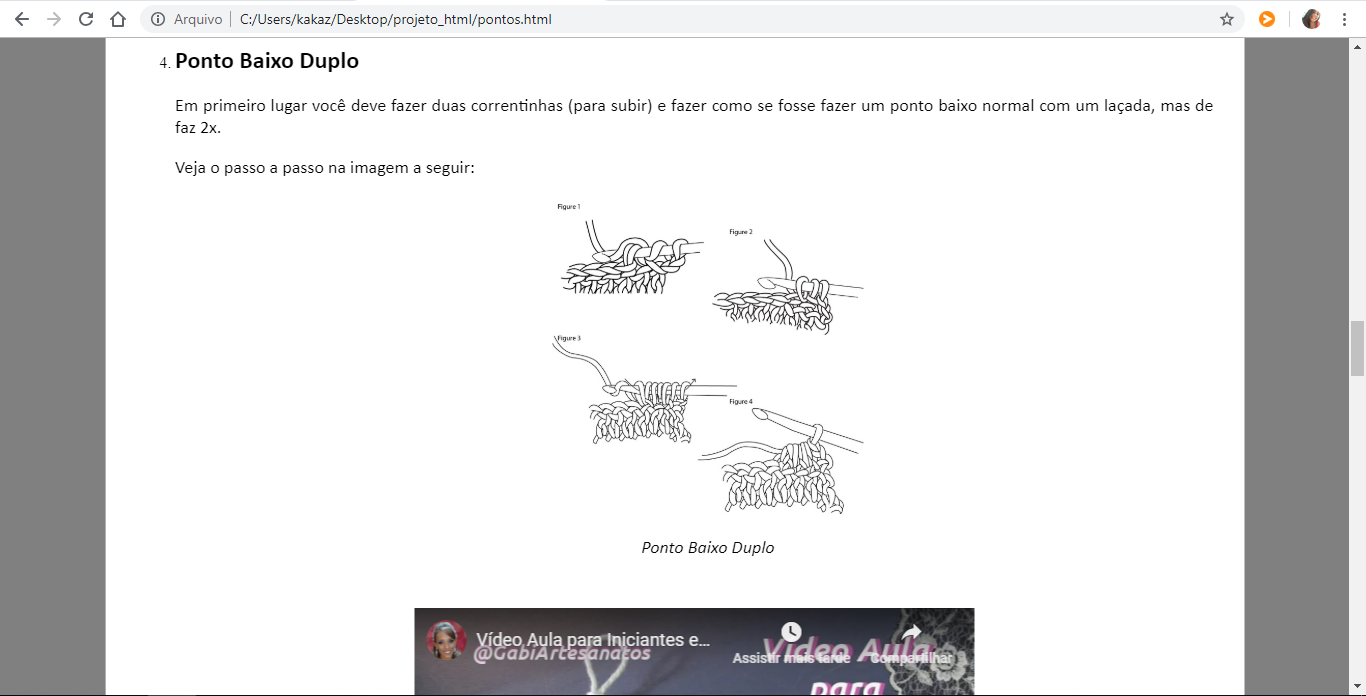 Arquivo C:/Users/kakaz/Desktop/projeto_html/pontos.html
4. Ponto Baixo Duplo
Em primeiro lugar você deve fazer duas correntinhas (para subir) e fazer como se fosse fazer um ponto baixo normal com um laçada, mas de
faz 2x.
Veja o passo a passo na imagem a seguir:
Figure 1
Figure 2
Figure 3
Figure 4
Ponto Baixo Duplo
Vídeo Aula para Iniciantes e...
@GabiArtesanatos
Assistir mais tarde
Compartilhar
Vídeo Aula
para